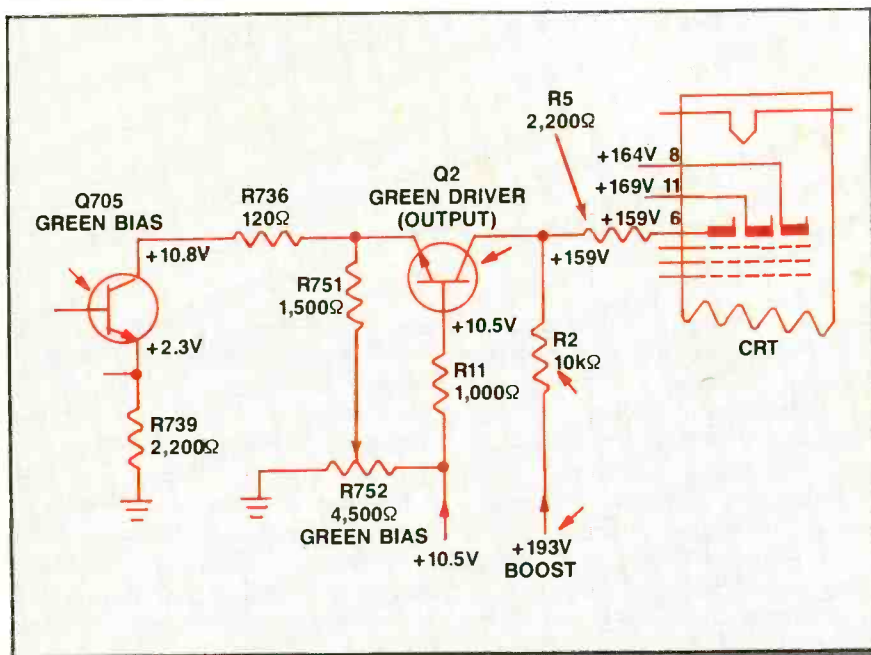 R5
2,200Ω
+164V 8
+169V 11
+159V 6
Q2
GREEN DRIVER
(OUTPUT)
Q705
GREEN BIAS
R736
120Ω
+10.8V
+159V
R751
1,500Ω
+10.5V
+2.3V
R2
10kΩ
CRT
R11
1,000Ω
R739
2,200Ω
R752
4,500Ω
GREEN BIAS
+10.5V
+193V
BOOST